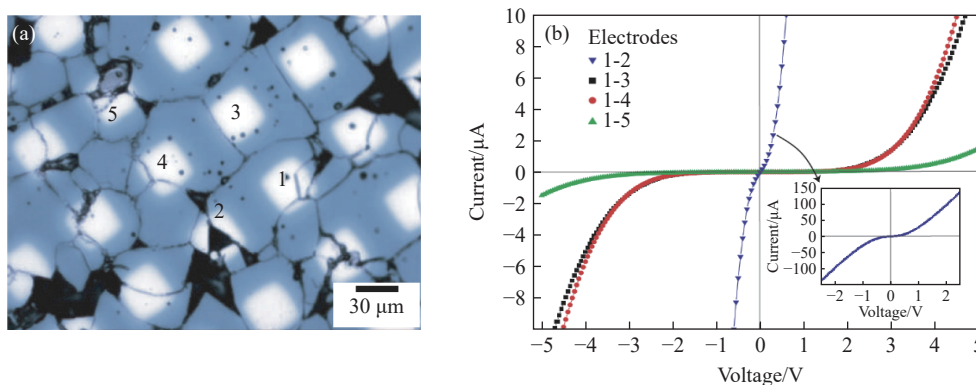 (a)
5
3
4
1
2
30 μm
(b)
Electrodes
1-2
1-3
1-4
1-5
Current/μA
10
8
6
4
2
0
−2
−4
−6
−8
−5 −4 −3 −2 −1 0 1 2 3 4 5
Voltage/V
Current/μA
150
100
50
0
−50
−100
−2 −1 0 1 2
Voltage/V